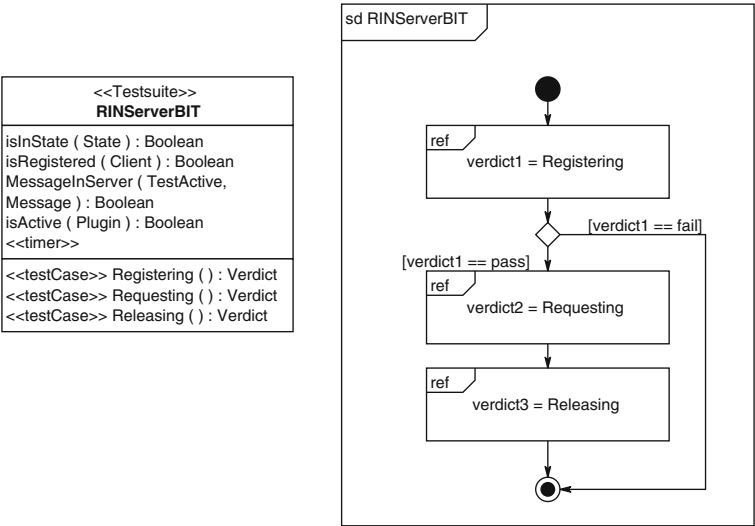 <<Testsuite>>
RINServerBIT
isInState ( State ) : Boolean
isRegistered ( Client ) : Boolean
MessageInServer ( TestActive,
Message ) : Boolean
isActive ( Plugin ) : Boolean
<<timer>>
<<testCase>> Registering ( ) : Verdict
<<testCase>> Requesting ( ) : Verdict
<<testCase>> Releasing ( ) : Verdict
sd RINServerBIT
ref
verdict1 = Registering
[verdict1 == fail]
[verdict1 == pass]
ref
verdict2 = Requesting
ref
verdict3 = Releasing